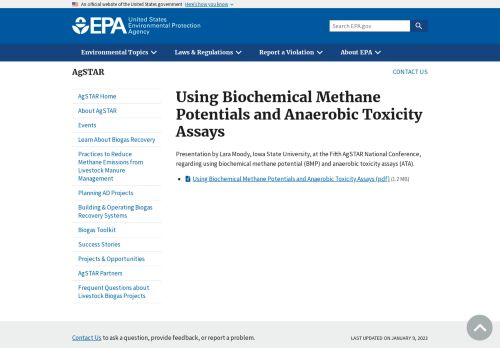 An official website of the United States government Here's how you know
EPA United States
Environmental Protection
Agency
Search EPA.gov
Environmental Topics Laws & Regulations Report a Violation About EPA
AgSTAR
CONTACT US
AgSTAR Home
About AgSTAR
Events
Learn About Biogas Recovery
Practices to Reduce
Methane Emissions from
Livestock Manure
Management
Planning AD Projects
Building & Operating Biogas
Recovery Systems
Biogas Toolkit
Success Stories
Projects & Opportunities
AgSTAR Partners
Frequent Questions about
Livestock Biogas Projects
Using Biochemical Methane
Potentials and Anaerobic Toxicity
Assays
Presentation by Lara Moody, Iowa State University, at the Fifth AgSTAR National Conference,
regarding using biochemical methane potential (BMP) and anaerobic toxicity assays (ATA).
Using Biochemical Methane Potentials and Anaerobic Toxicity Assays (pdf) (1.2 MB)
Contact Us to ask a question, provide feedback, or report a problem.
LAST UPDATED ON JANUARY 9, 2023